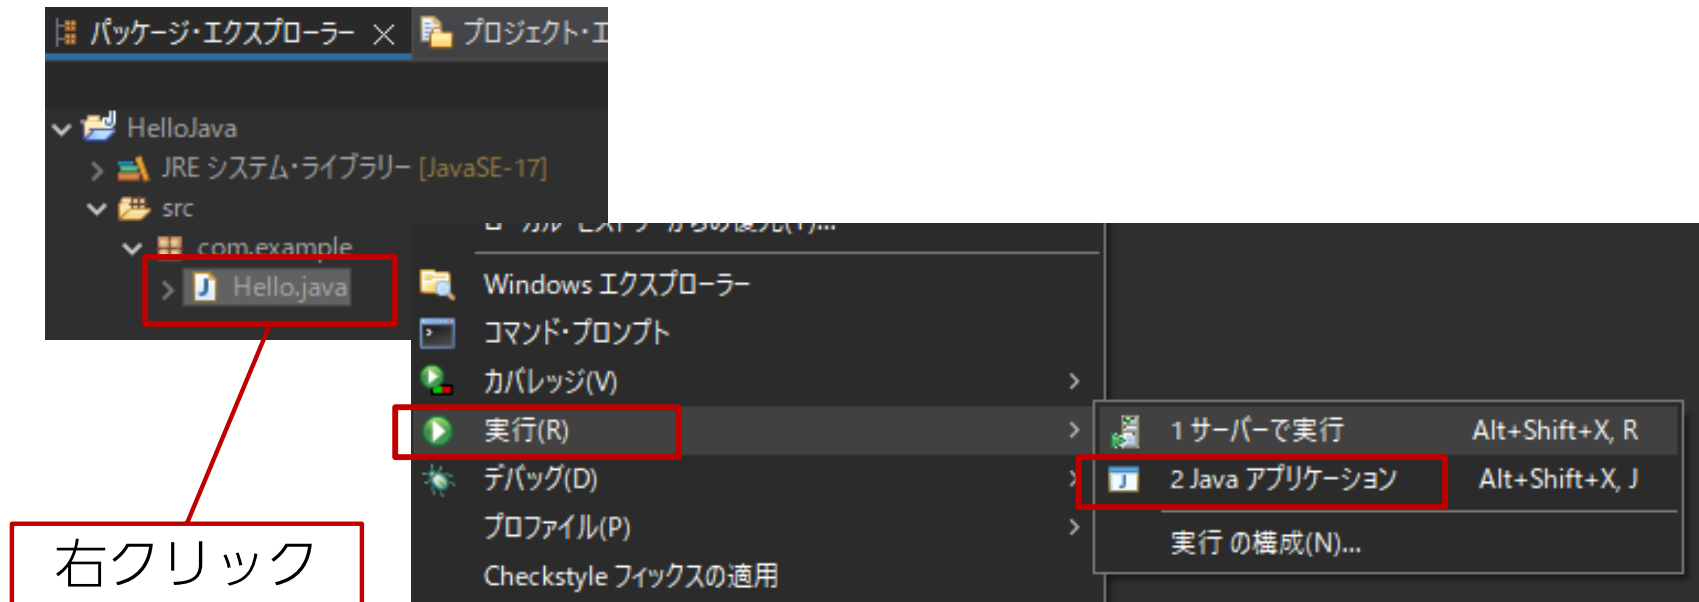 パッケージ・エクスプローラー
プロジェクト・エ
HelloJava
JRE システム・ライブラリー [JavaSE-17]
src
com.example
Hello.java
右クリック
Windows エクスプローラー
コマンド・プロンプト
カバレッジ(V)
実行(R)
デバッグ(D)
プロファイル(P)
Checkstyle フィックスの適用
1 サーバーで実行 Alt+Shift+X, R
2 Java アプリケーション Alt+Shift+X, J
実行 の構成(N)...